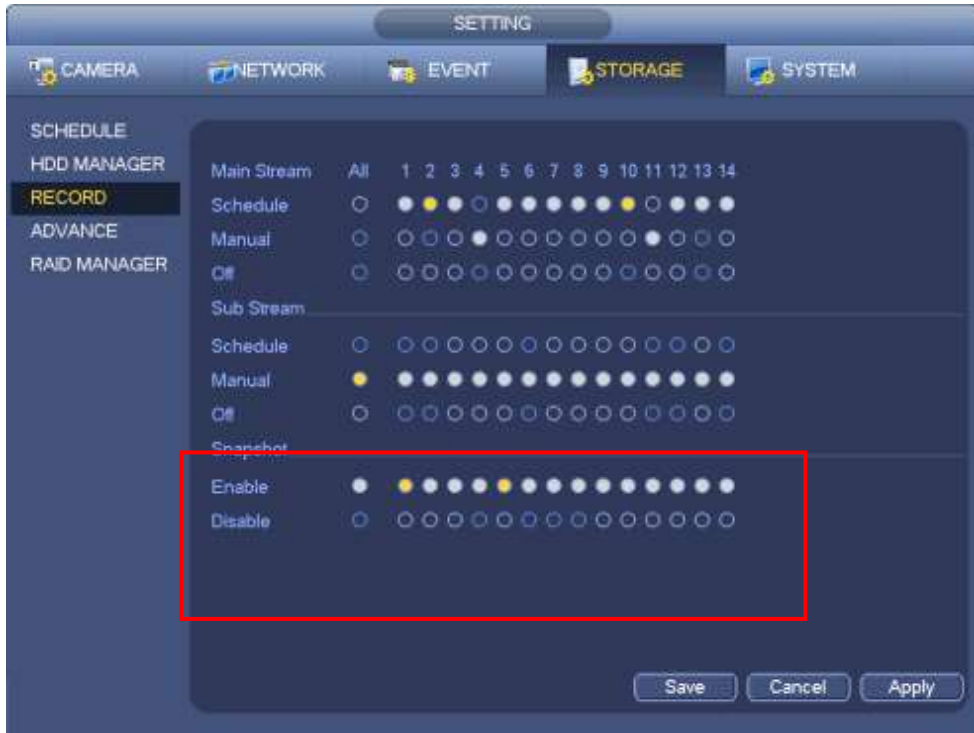 SETTING
CAMERA NETWORK EVENT STORAGE SYSTEM
SCHEDULE
HDD MANAGER
RECORD
ADVANCE
RAID MANAGER
Main Stream All 1 2 3 4 5 6 7 8 9 10 11 12 13 14
Schedule
Manual
Off
Sub Stream
Schedule
Manual
Off
Snapshot
Enable
Disable
Save Cancel Apply